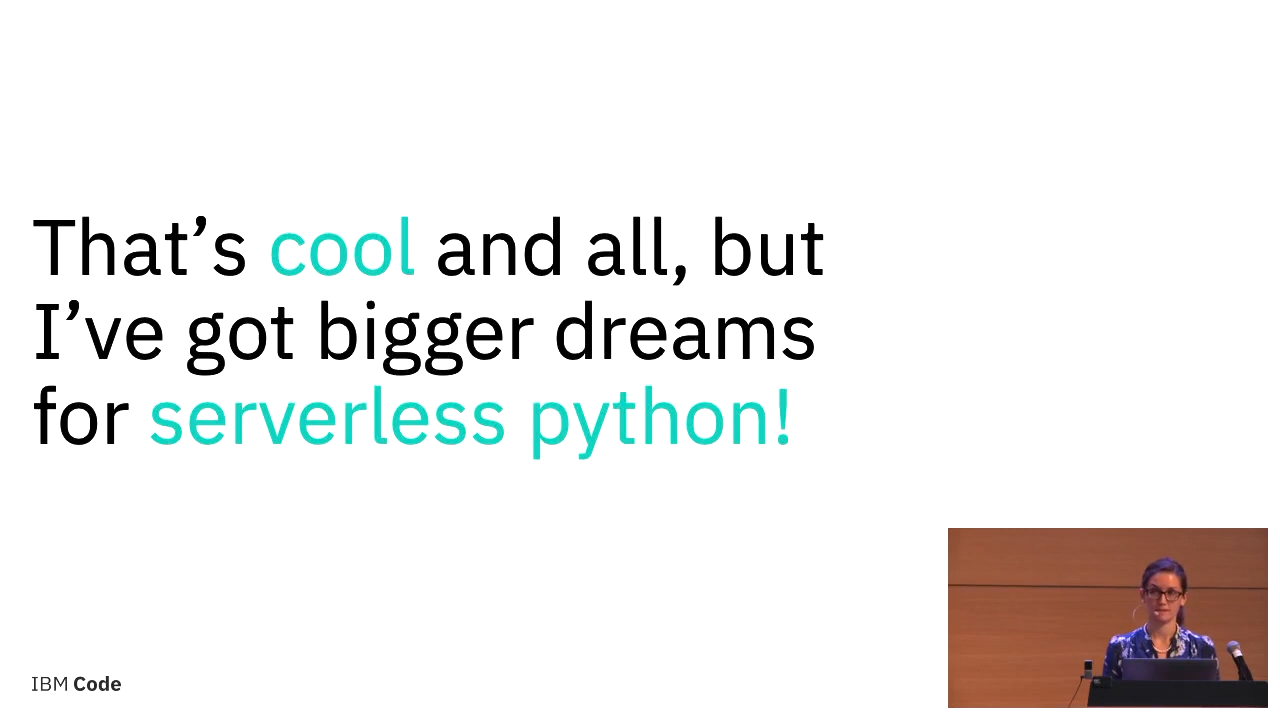 That’s cool and all, but
I’ve got bigger dreams
for serverless python!
IBM Code